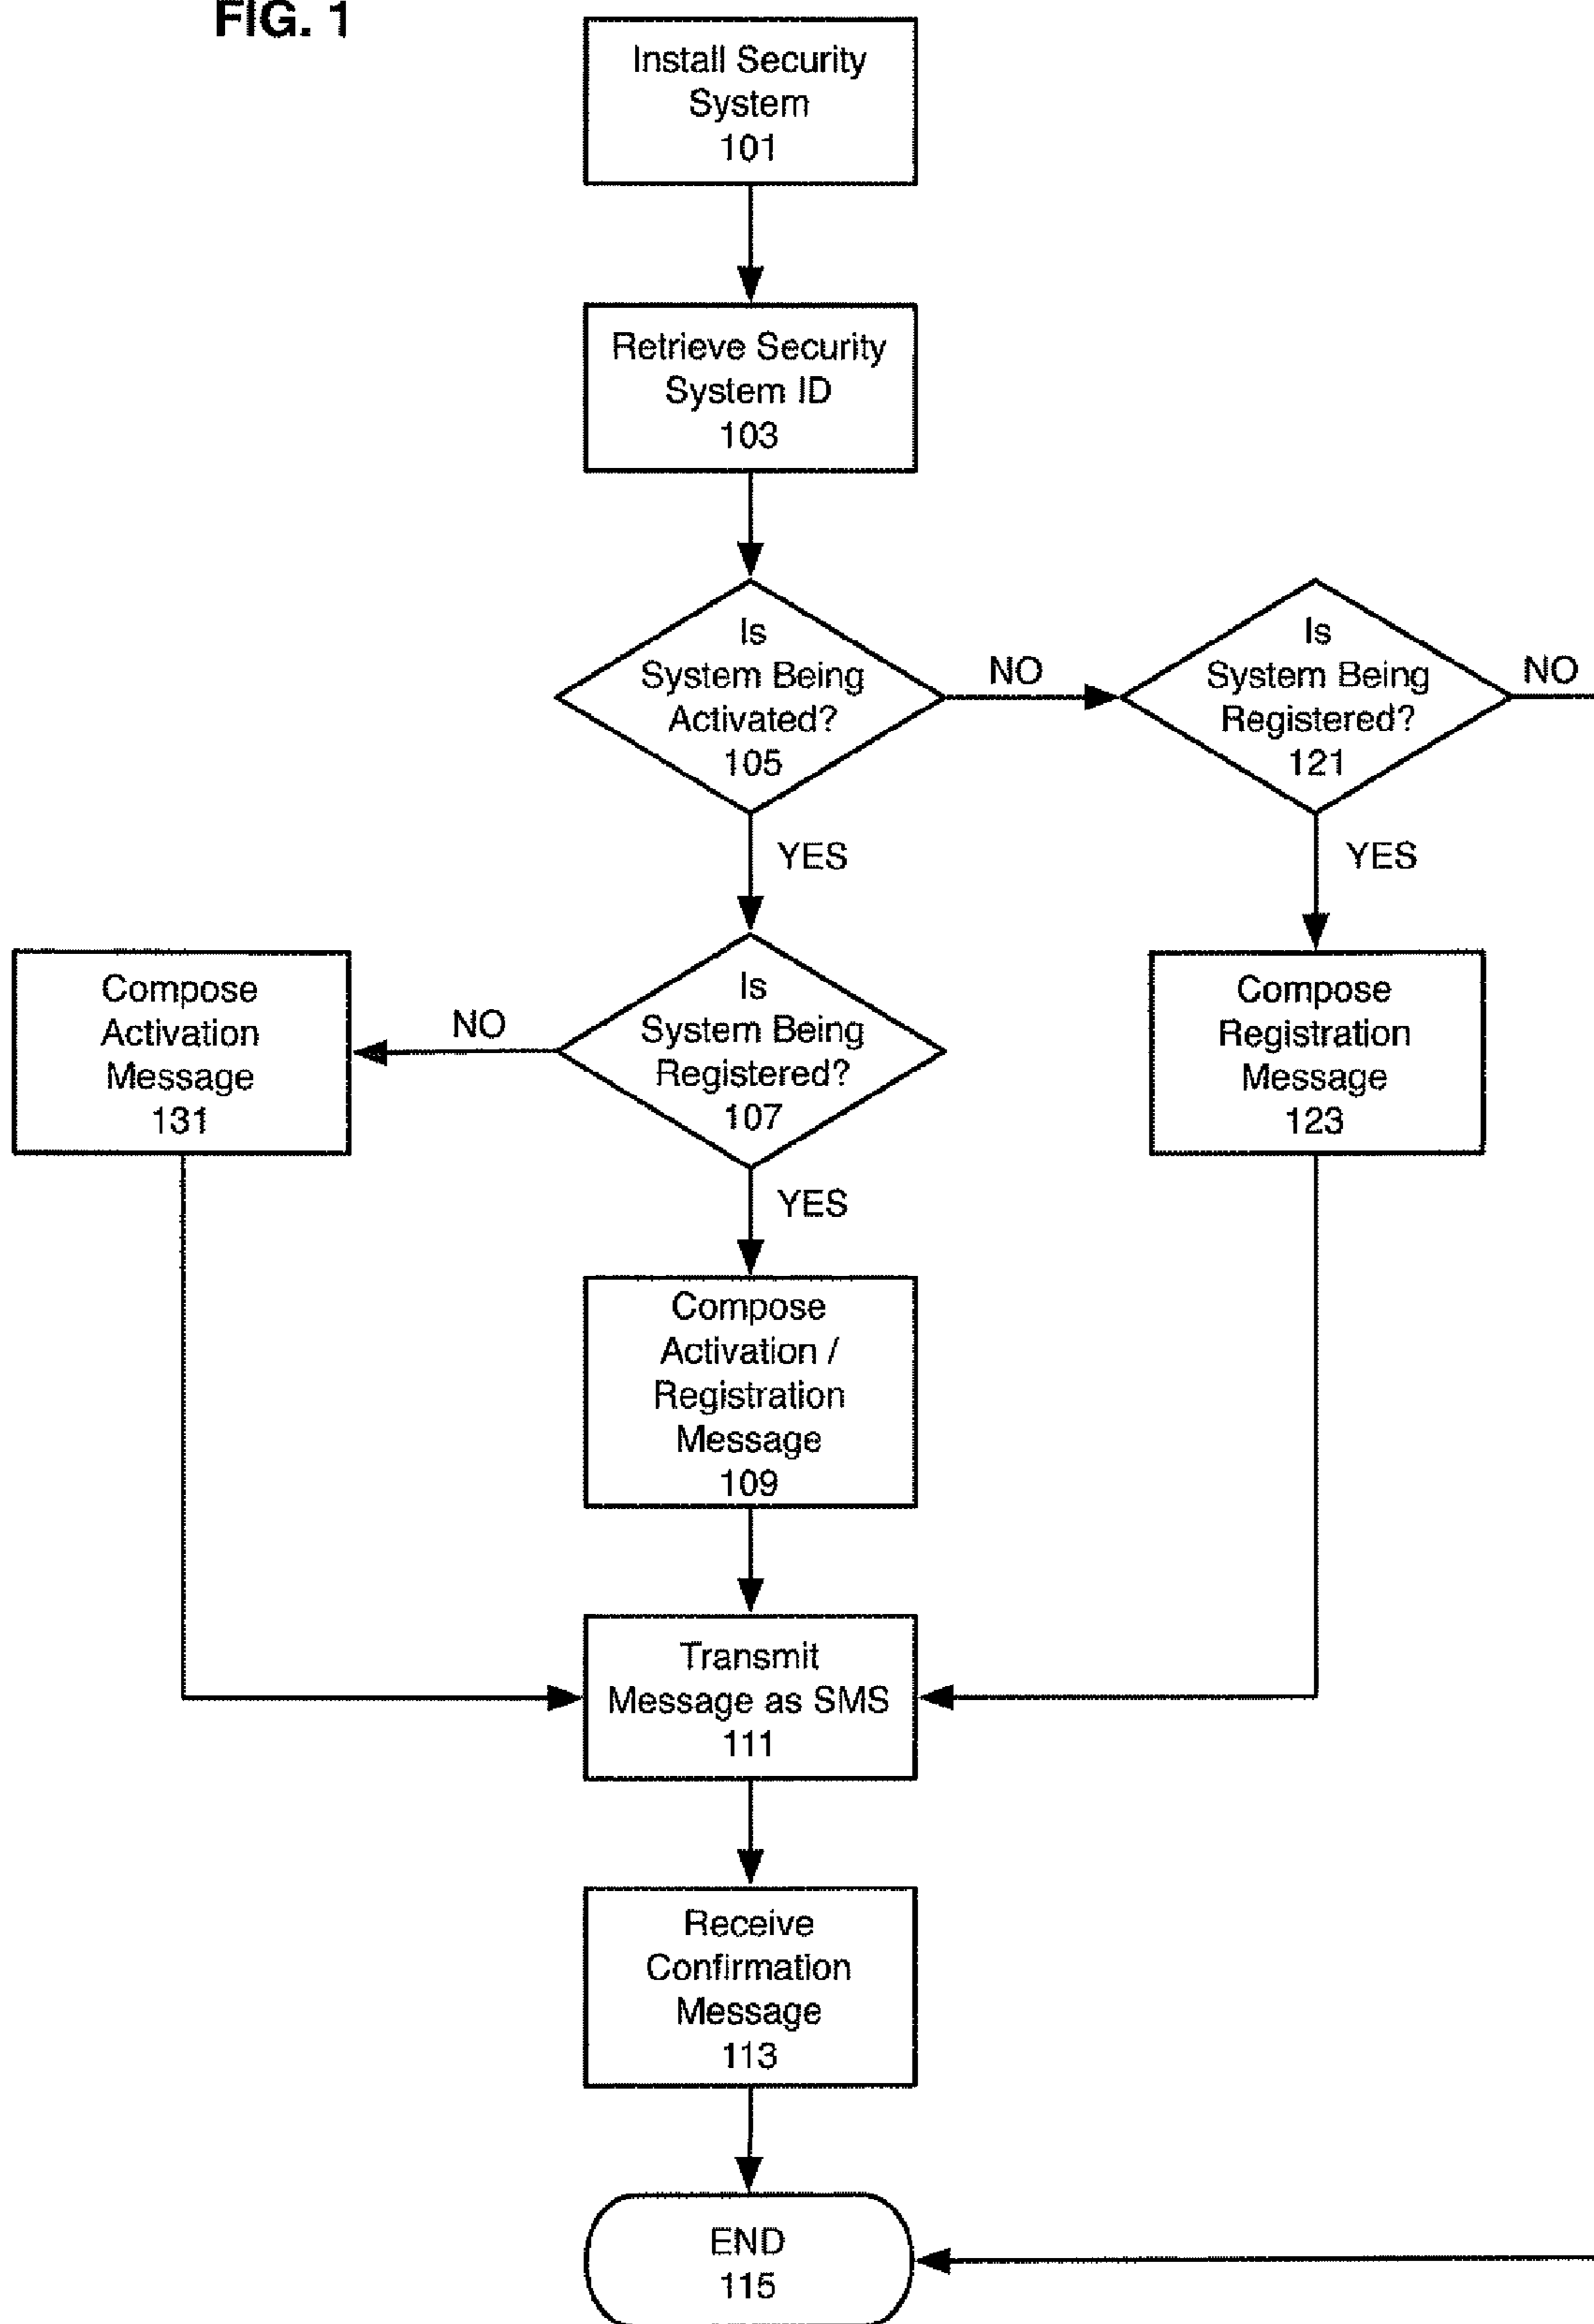 FIG. 1
Install Security
System
101
Retrieve Security
System ID
103
Is
System Being
Activated?
105
NO
Is
System Being
Registered?
121
NO
YES
YES
Compose
Activation
Message
131
NO
Is
System Being
Registered?
107
Compose
Registration
Message
123
YES
Compose
Activation /
Registration
Message
109
Transmit
Message as SMS
111
Receive
Confirmation
Message
113
END
115